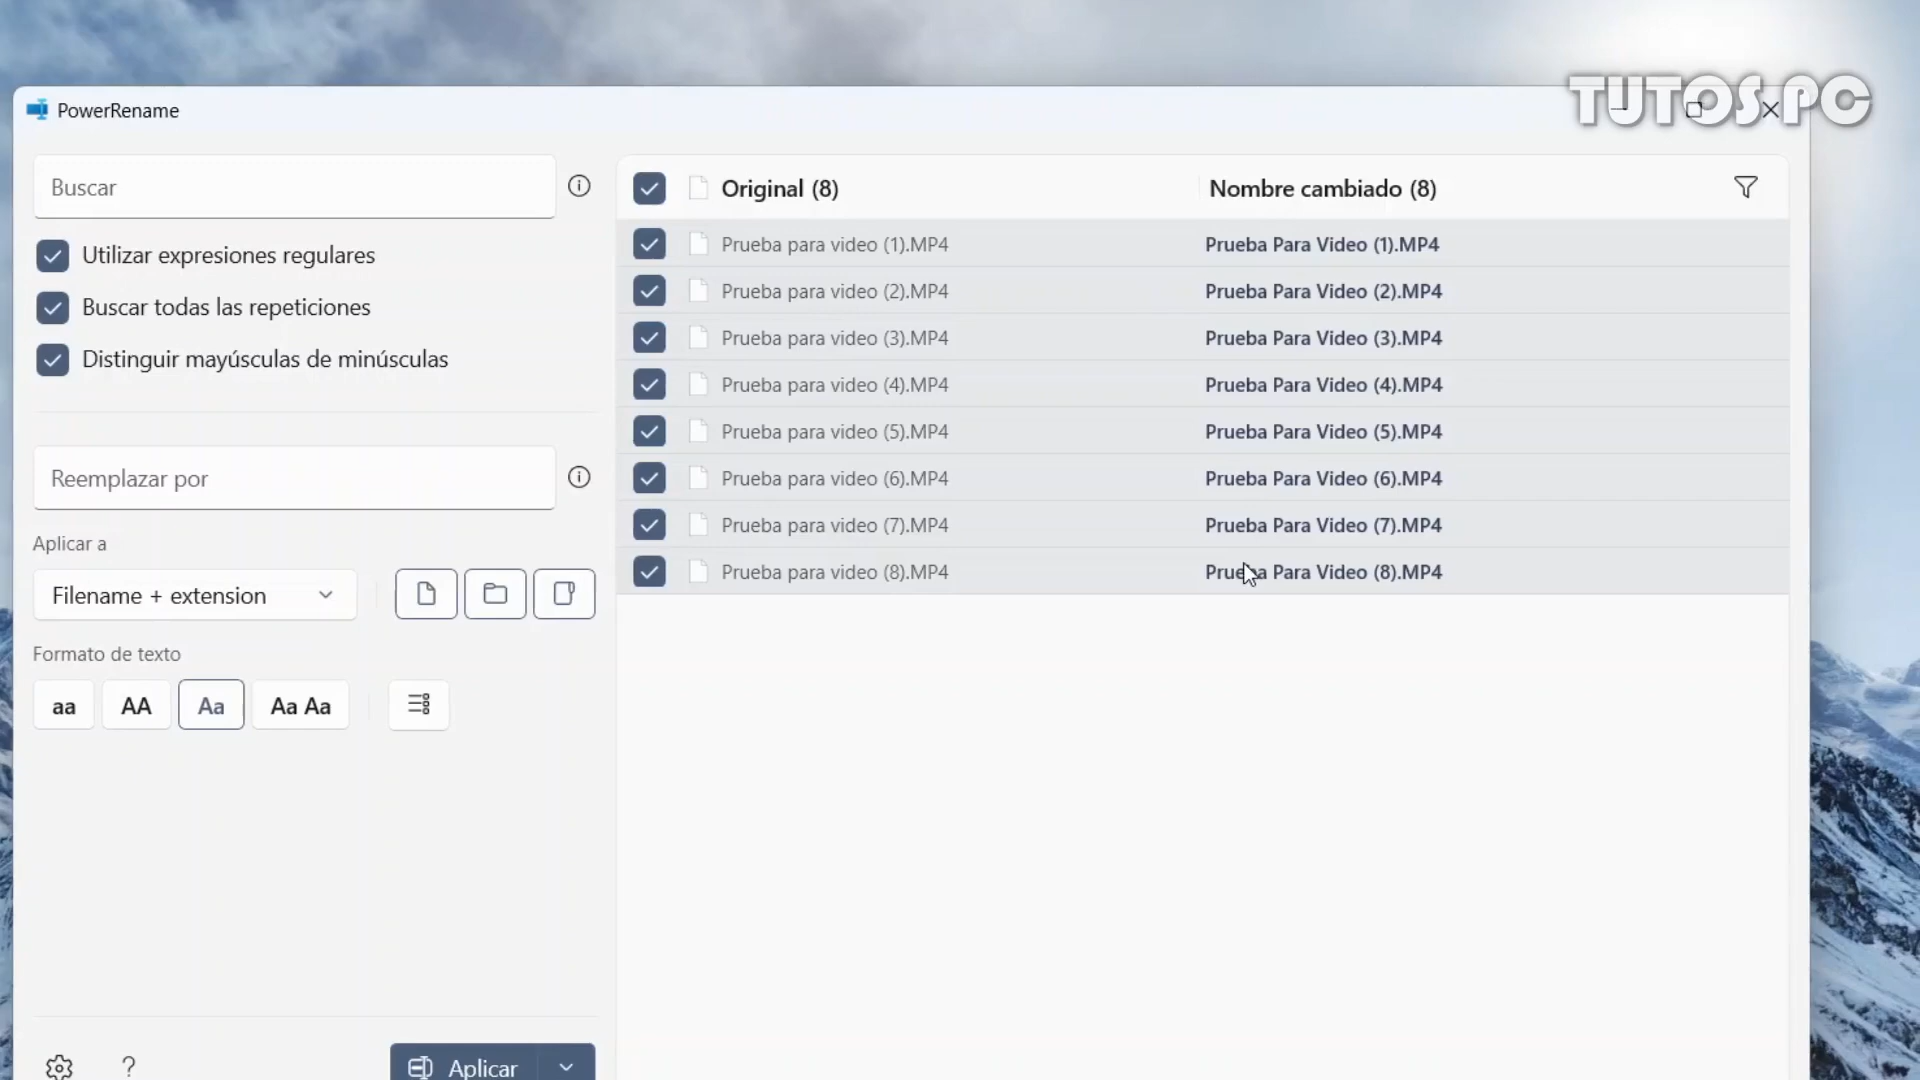 TUTOS PC
PowerRename
Buscar
Utilizar expresiones regulares
Buscar todas las repeticiones
Distinguir mayúsculas de minúsculas
Reemplazar por
Aplicar a
Filename + extension
Formato de texto
aa AA Aa Aa Aa
Aplicar
Original (8) Nombre cambiado (8)
Prueba para video (1).MP4 Prueba Para Video (1).MP4
Prueba para video (2).MP4 Prueba Para Video (2).MP4
Prueba para video (3).MP4 Prueba Para Video (3).MP4
Prueba para video (4).MP4 Prueba Para Video (4).MP4
Prueba para video (5).MP4 Prueba Para Video (5).MP4
Prueba para video (6).MP4 Prueba Para Video (6).MP4
Prueba para video (7).MP4 Prueba Para Video (7).MP4
Prueba para video (8).MP4 Prueba Para Video (8).MP4